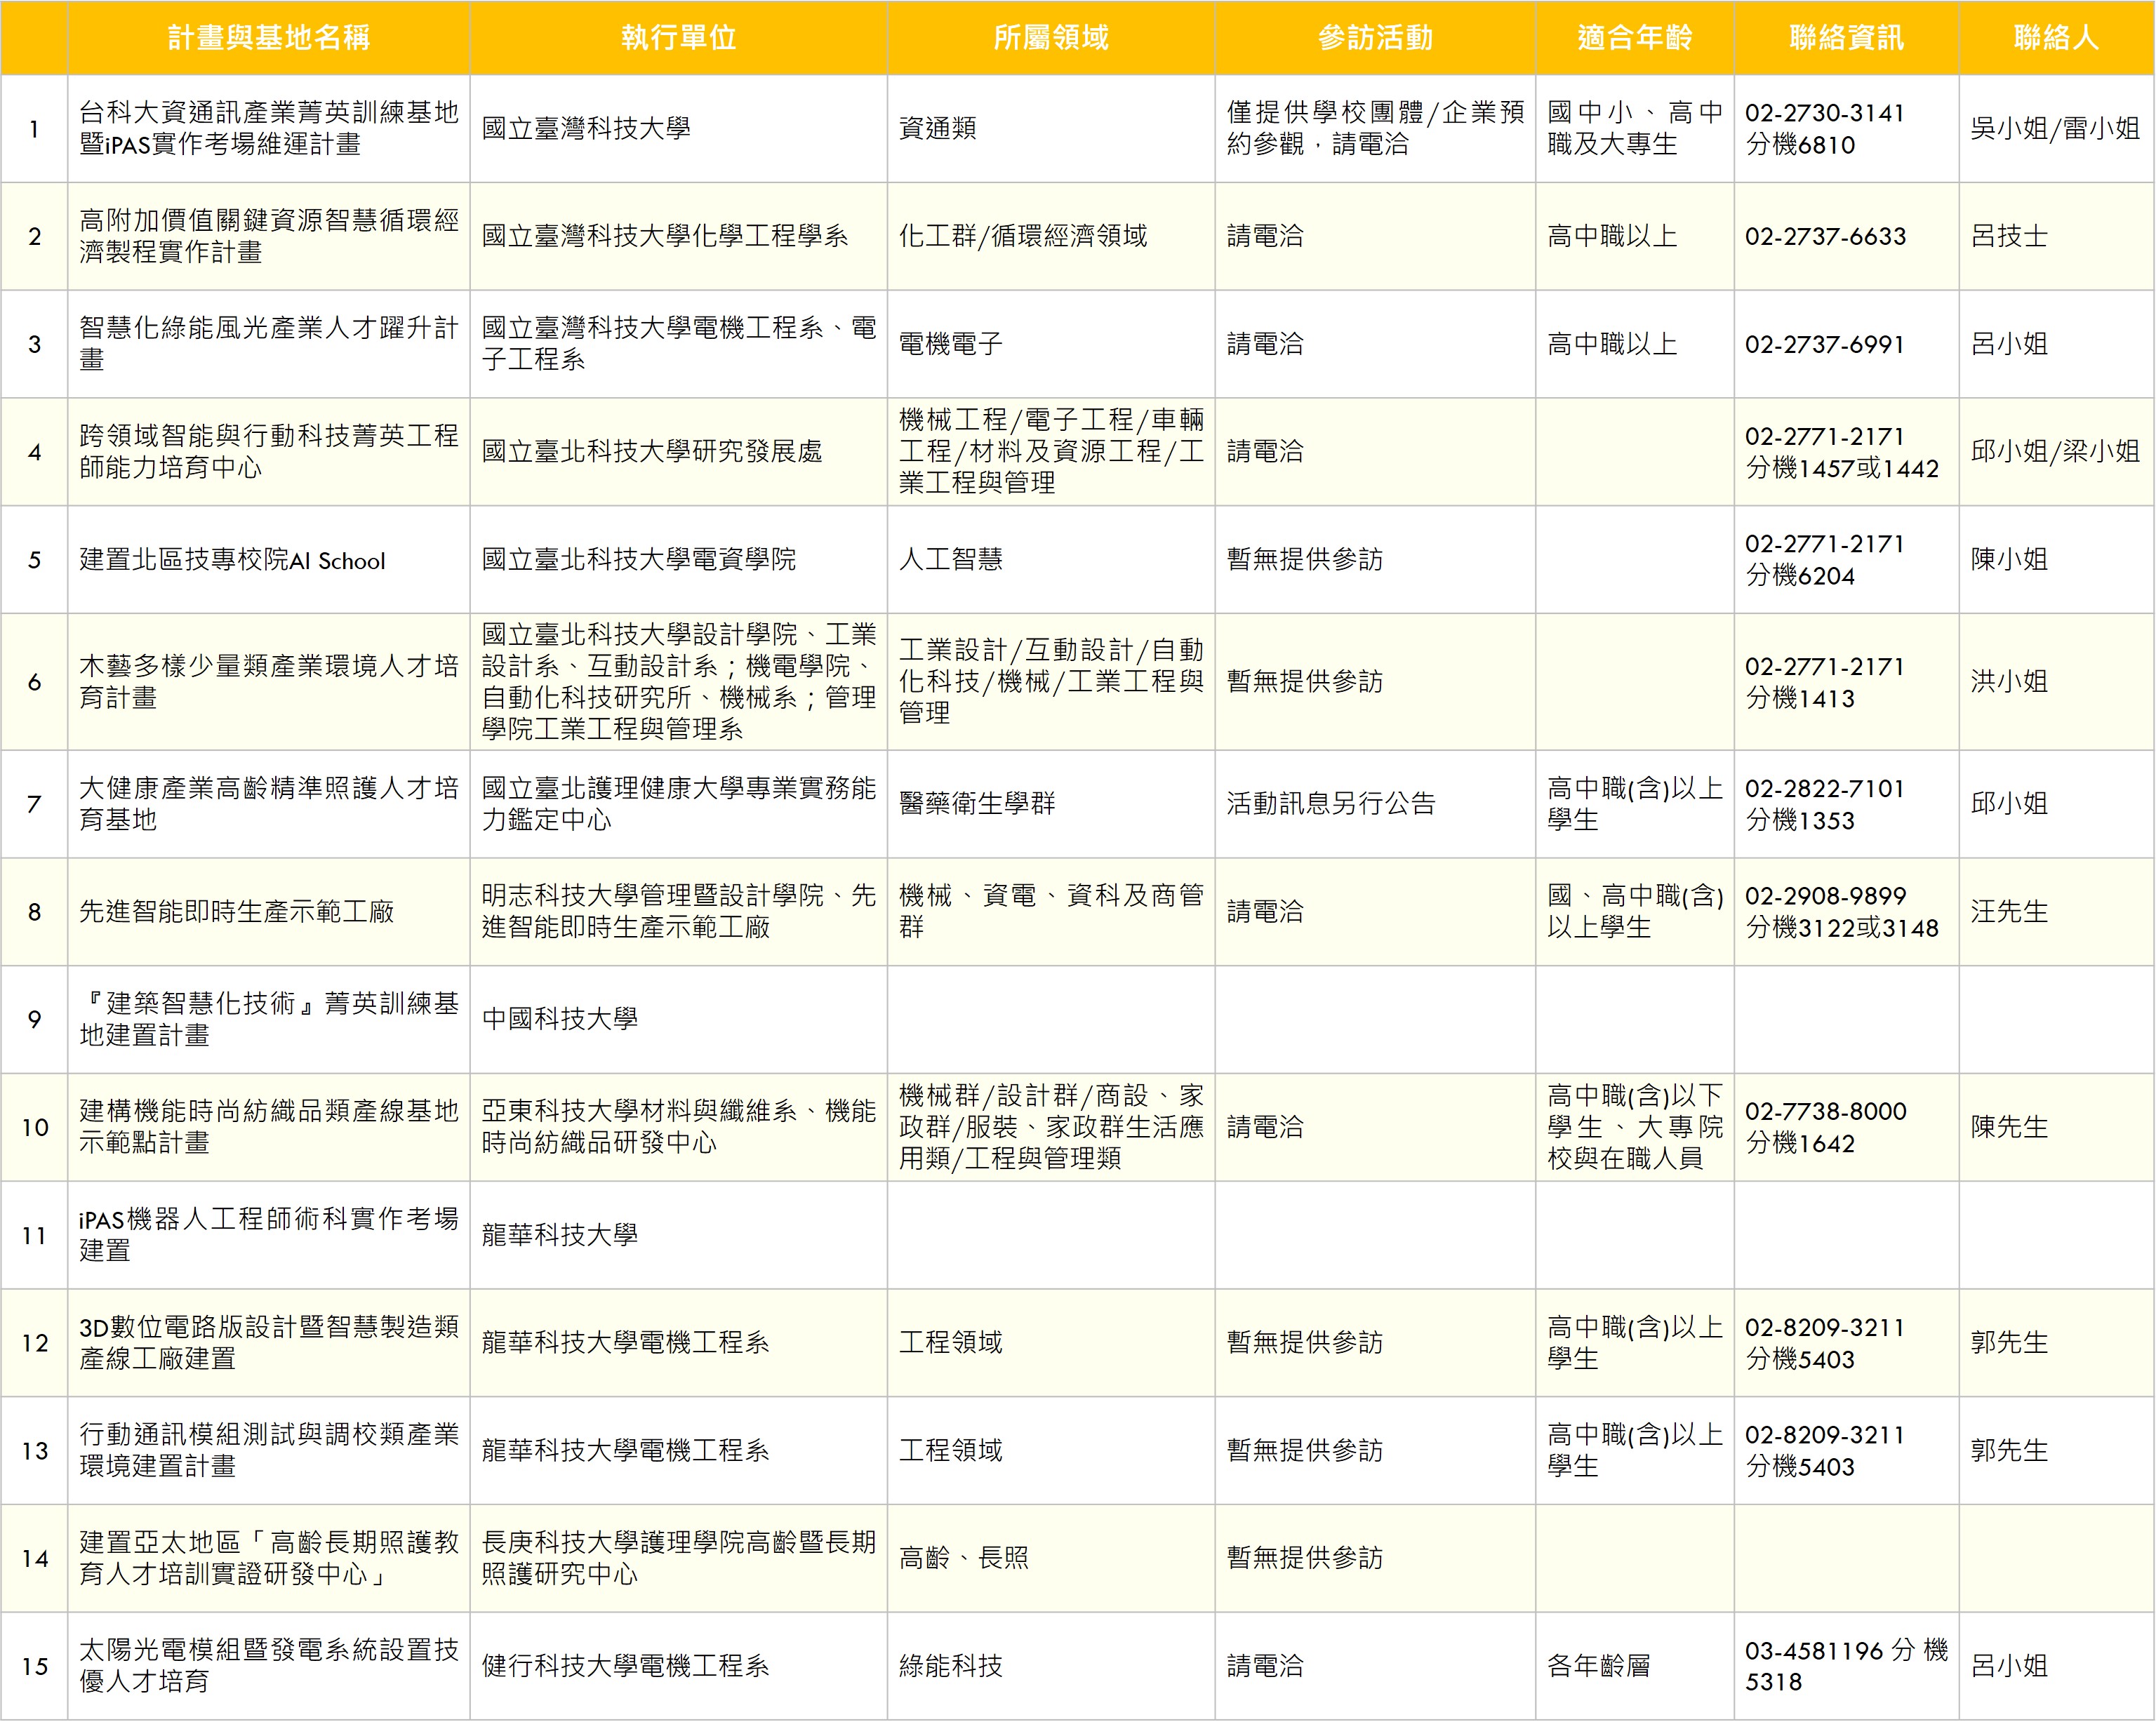 計畫與基地名稱 執行單位 所屬領域 參訪活動 適合年齡 聯絡資訊 聯絡人
1
台科大資通訊產業菁英訓練基地
暨iPAS實作考場維運計畫
國立臺灣科技大學
資通類
僅提供學校團體/企業預
約參觀，請電洽
國中小、高中
職及大專生
02-2730-3141
分機6810
吳小姐/雷小姐
2
高附加價值關鍵資源智慧循環經
濟製程實作計畫
國立臺灣科技大學化學工程學系
化工群/循環經濟領域
請電洽
高中職以上
02-2737-6633
呂技士
3
智慧化綠能風光產業人才躍升計
畫
國立臺灣科技大學電機工程系、電
子工程系
電機電子
請電洽
高中職以上
02-2737-6991
呂小姐
4
跨領域智能與行動科技菁英工程
師能力培育中心
國立臺北科技大學研究發展處
機械工程/電子工程/車輛
工程/材料及資源工程/工
業工程與管理
請電洽
02-2771-2171
分機1457或1442
邱小姐/梁小姐
5
建置北區技專校院AI School
國立臺北科技大學電資學院
人工智慧
暫無提供參訪
02-2771-2171
分機6204
陳小姐
6
木藝多樣少量類產業環境人才培
育計畫
國立臺北科技大學設計學院、工業
設計系、互動設計系；機電學院、
自動化科技研究所、機械系；管理
學院工業工程與管理系
工業設計/互動設計/自動
化科技/機械/工業工程與
管理
暫無提供參訪
02-2771-2171
分機1413
洪小姐
7
大健康產業高齡精準照護人才培
育基地
國立臺北護理健康大學專業實務能
力鑑定中心
醫藥衛生學群
活動訊息另行公告
高中職(含)以上
學生
02-2822-7101
分機1353
邱小姐
8
先進智能即時生產示範工廠
明志科技大學管理暨設計學院、先
進智能即時生產示範工廠
機械、資電、資科及商管
群
請電洽
國、高中職(含)
以上學生
02-2908-9899
分機3122或3148
汪先生
9
『建築智慧化技術』菁英訓練基
地建置計畫
中國科技大學
10
建構機能時尚紡織品類產線基地
示範點計畫
亞東科技大學材料與纖維系、機能
時尚紡織品研發中心
機械群/設計群/商設、家
政群/服裝、家政群生活應
用類/工程與管理類
請電洽
高中職(含)以下
學生、大專院
校與在職人員
02-7738-8000
分機1642
陳先生
11
iPAS機器人工程師術科實作考場
建置
龍華科技大學
12
3D數位電路版設計暨智慧製造類
產線工廠建置
龍華科技大學電機工程系
工程領域
暫無提供參訪
高中職(含)以上
學生
02-8209-3211
分機5403
郭先生
13
行動通訊模組測試與調校類產業
環境建置計畫
龍華科技大學電機工程系
工程領域
暫無提供參訪
高中職(含)以上
學生
02-8209-3211
分機5403
郭先生
14
建置亞太地區「高齡長期照護教
育人才培訓實證研發中心」
長庚科技大學護理學院高齡暨長期
照護研究中心
高齡、長照
暫無提供參訪
15
太陽光電模組暨發電系統設置技
優人才培育
健行科技大學電機工程系
綠能科技
請電洽
各年齡層
03-4581196 分 機
5318
呂小姐